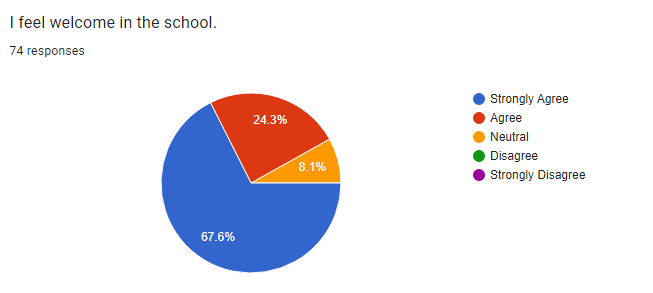 I feel welcome in the school.
74 responses
24.3%
8.1%
67.6%
Strongly Agree
Agree
Neutral
Disagree
Strongly Disagree